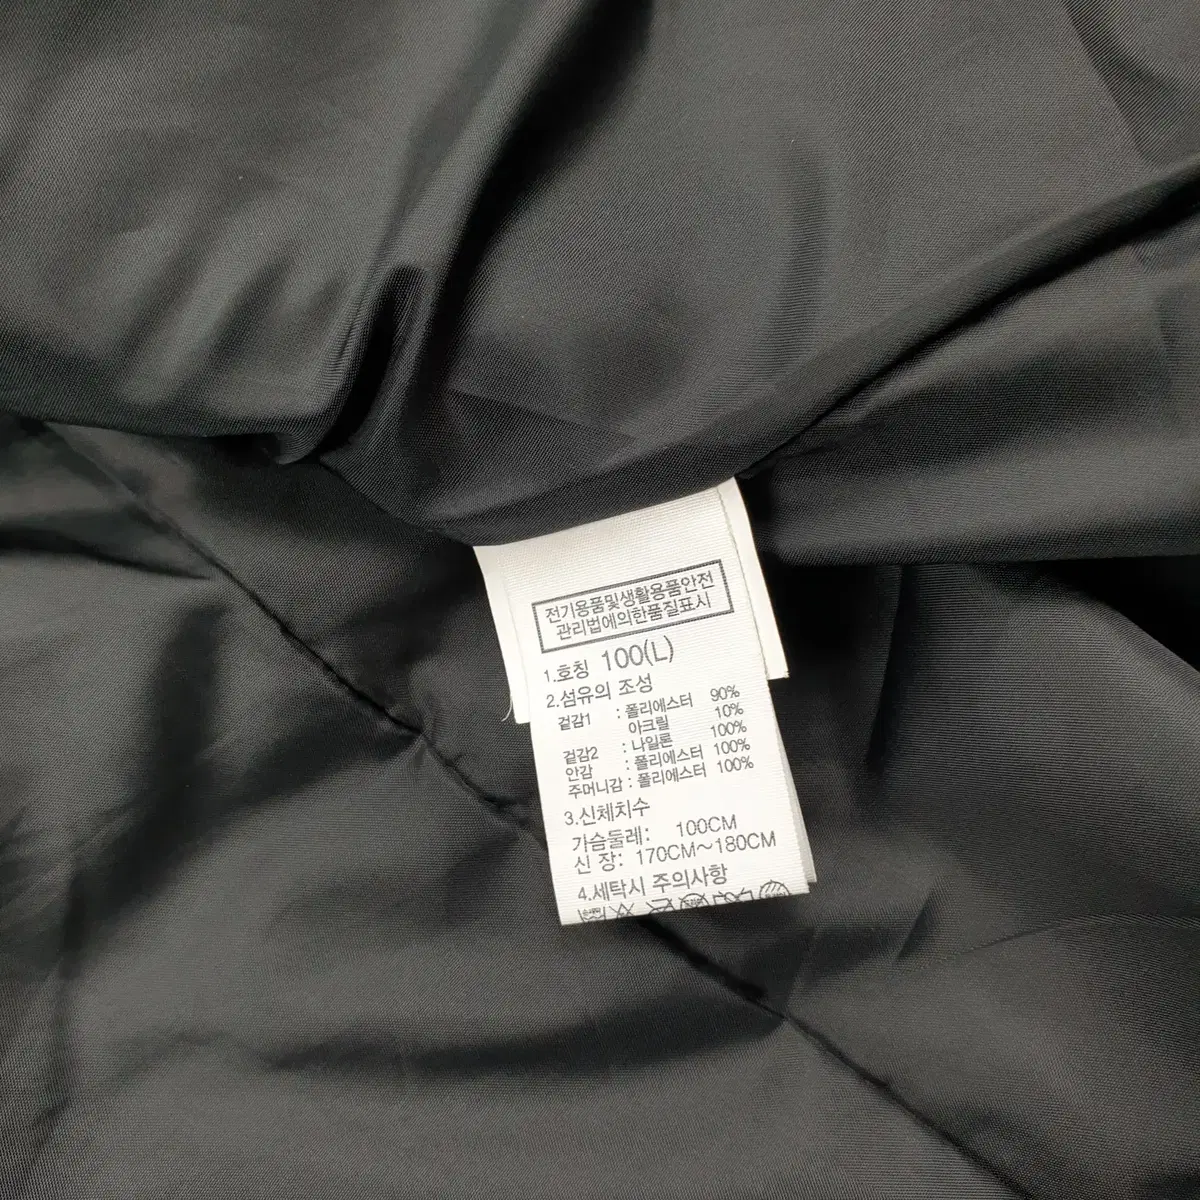 전기용품및생활용품안전
관리법에의한품질표시
1.호칭 100(L)
2.섬유의 조성
겉감1 : 폴리에스터 90%
아크릴 10%
겉감2 : 나일론 100%
안감 : 폴리에스터 100%
주머니감 : 폴리에스터 100%
3.신체치수
가슴둘레: 100CM
신 장: 170CM~180CM
4.세탁시 주의사항